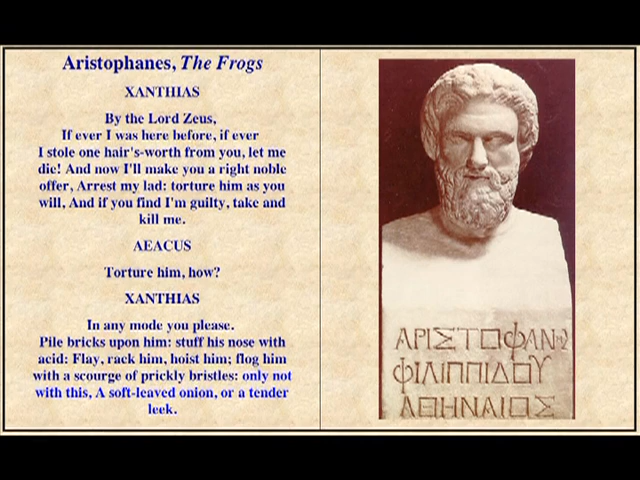 Aristophanes, The Frogs
XANTHIAS
By the Lord Zeus,
If ever I was here before, if ever
I stole one hair's-worth from you, let me
die! And now I'll make you a right noble
offer, Arrest my lad: torture him as you
will, And if you find I'm guilty, take and
kill me.
AEACUS
Torture him, how?
XANTHIAS
In any mode you please.
Pile bricks upon him: stuff his nose with
acid: Flay, rack him, hoist him; flog him
with a scourge of prickly bristles: only not
with this, A soft-leaved onion, or a tender
leek.
ΑΡΙΣΤΟΦΑΝΗΣ
ΦΙΛΙΠΠΙΔΟΥ
ΑΘΗΝΑΙΟΣ